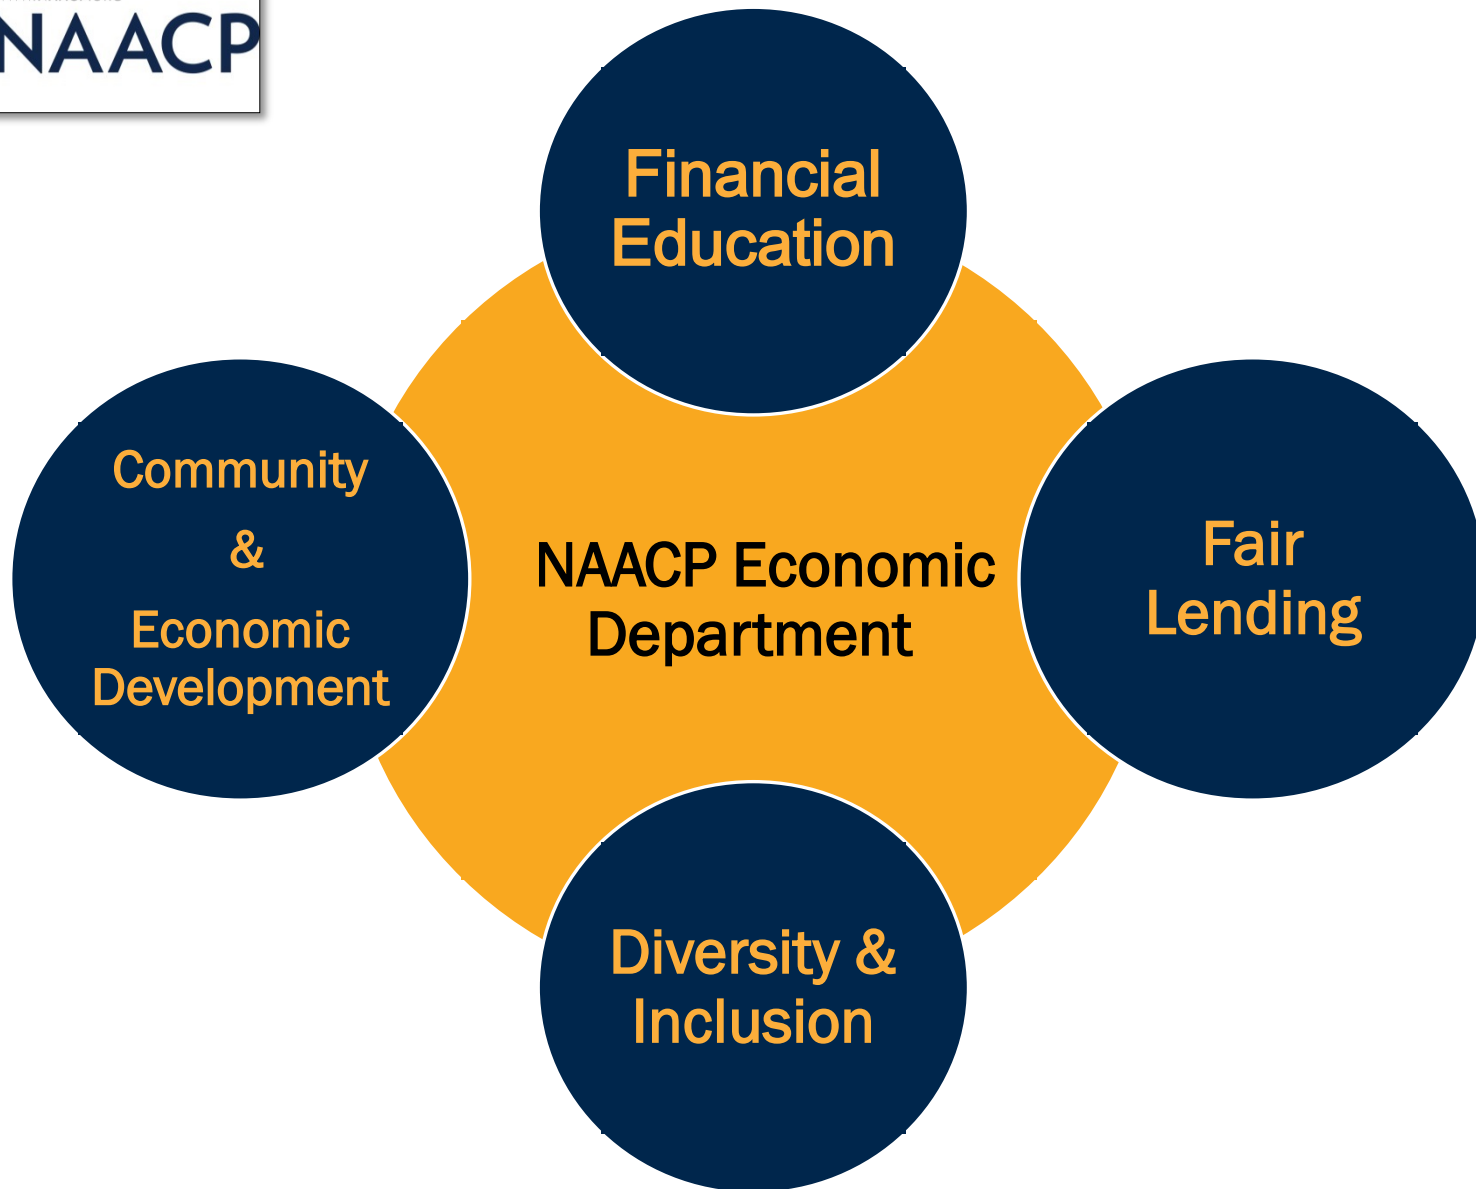 NAACP
Financial
Education
Community
&
Economic
Development
NAACP Economic
Department
Fair
Lending
Diversity &
Inclusion